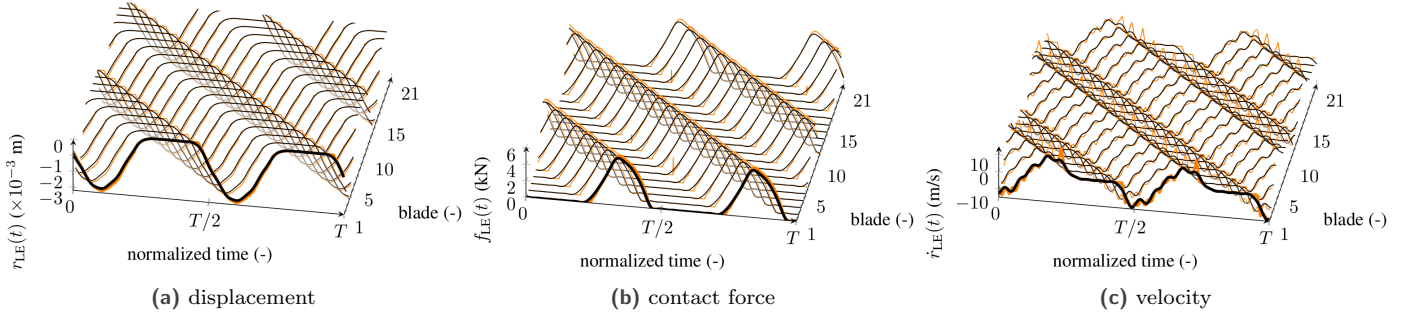 0
−1
−2
−3
r_LE(t) (×10⁻³ m)
0
T/2
T
normalized time (-)
1
5
10
15
21
blade (-)
(a) displacement
6
4
2
0
f_LE(t) (kN)
0
T/2
T
normalized time (-)
1
5
10
15
21
blade (-)
(b) contact force
10
0
−10
ṙ_LE(t) (m/s)
0
T/2
T
normalized time (-)
1
5
10
15
21
blade (-)
(c) velocity